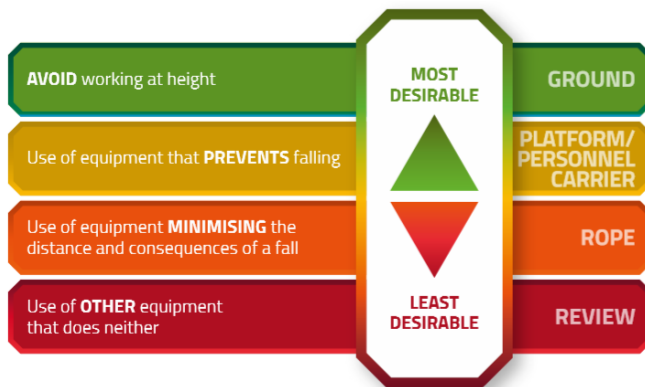 AVOID working at height
MOST
DESIRABLE
GROUND
Use of equipment that PREVENTS falling
PLATFORM/
PERSONNEL
CARRIER
Use of equipment MINIMISING the
distance and consequences of a fall
ROPE
Use of OTHER equipment
that does neither
LEAST
DESIRABLE
REVIEW